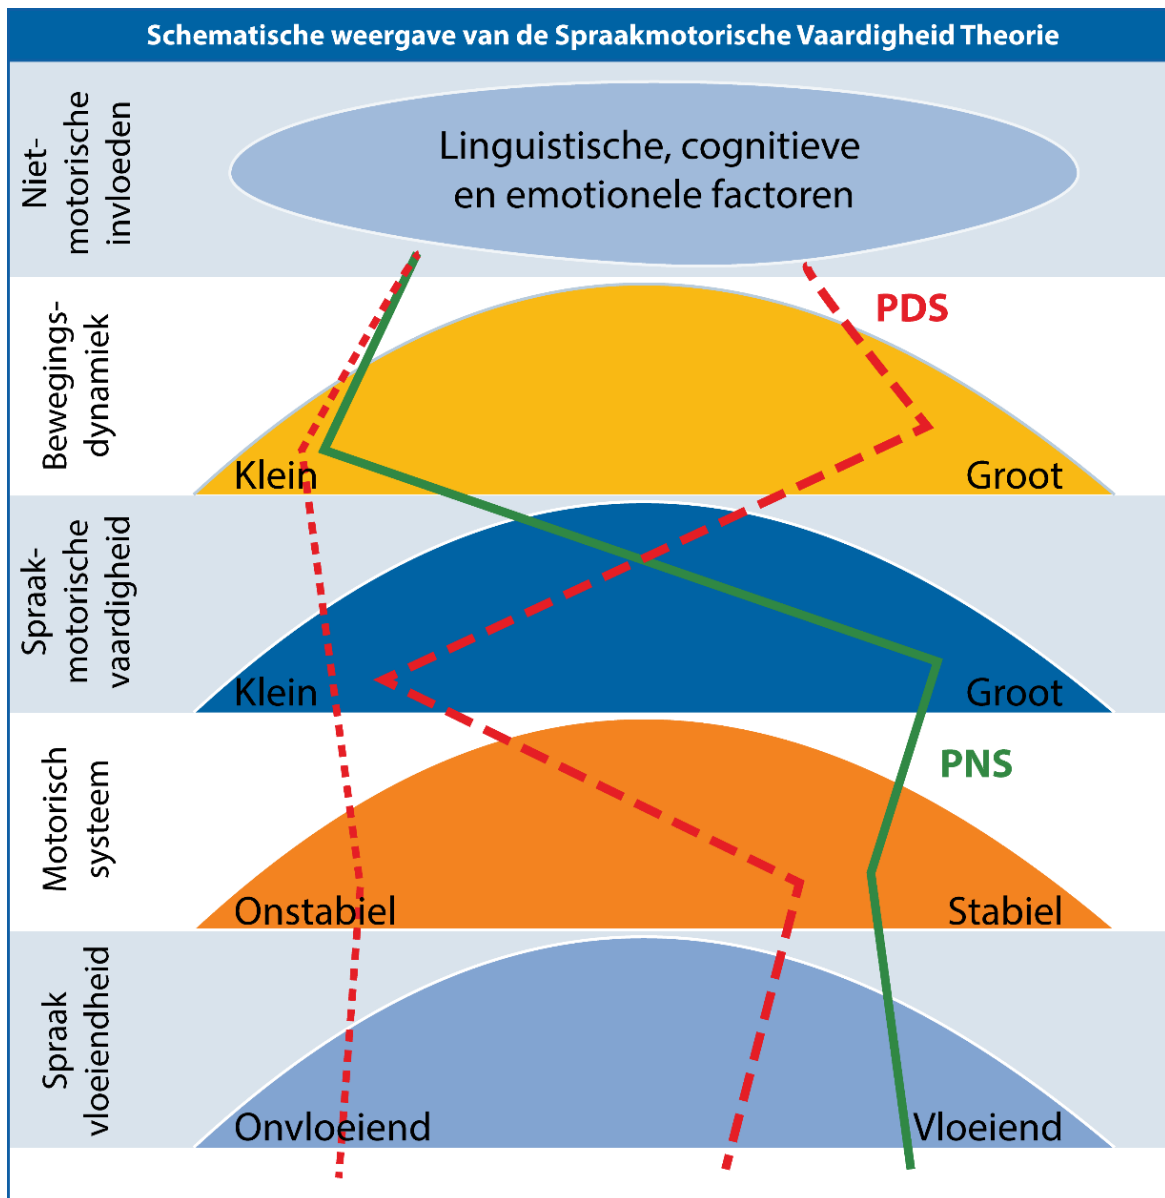 Schematische weergave van de Spraakmotorische Vaardigheid Theorie
Niet-
motorische
invloeden
Linguistische, cognitieve
en emotionele factoren
Bewegings-
dynamiek
PDS
Klein
Groot
Spraak-
motorische
vaardigheid
Klein
Groot
Motorisch
systeem
PNS
Onstabiel
Stabiel
Spraak
vloeiendheid
Onvloeiend
Vloeiend